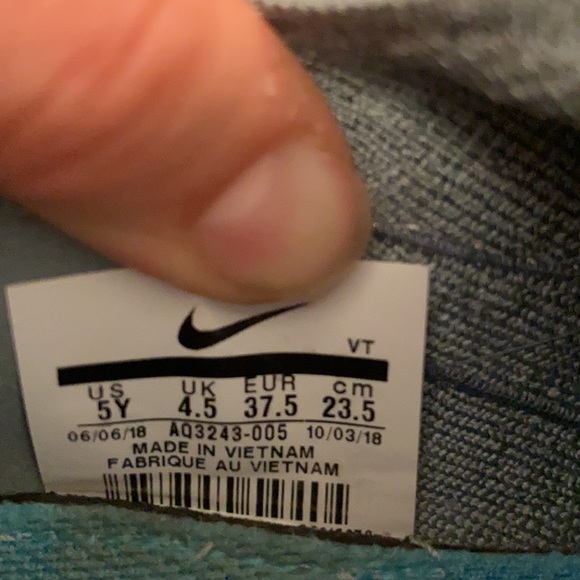 VT
US UK EUR cm
5Y 4.5 37.5 23.5
06/06/18 AQ3243-005 10/03/18
MADE IN VIETNAM
FABRIQUE AU VIETNAM